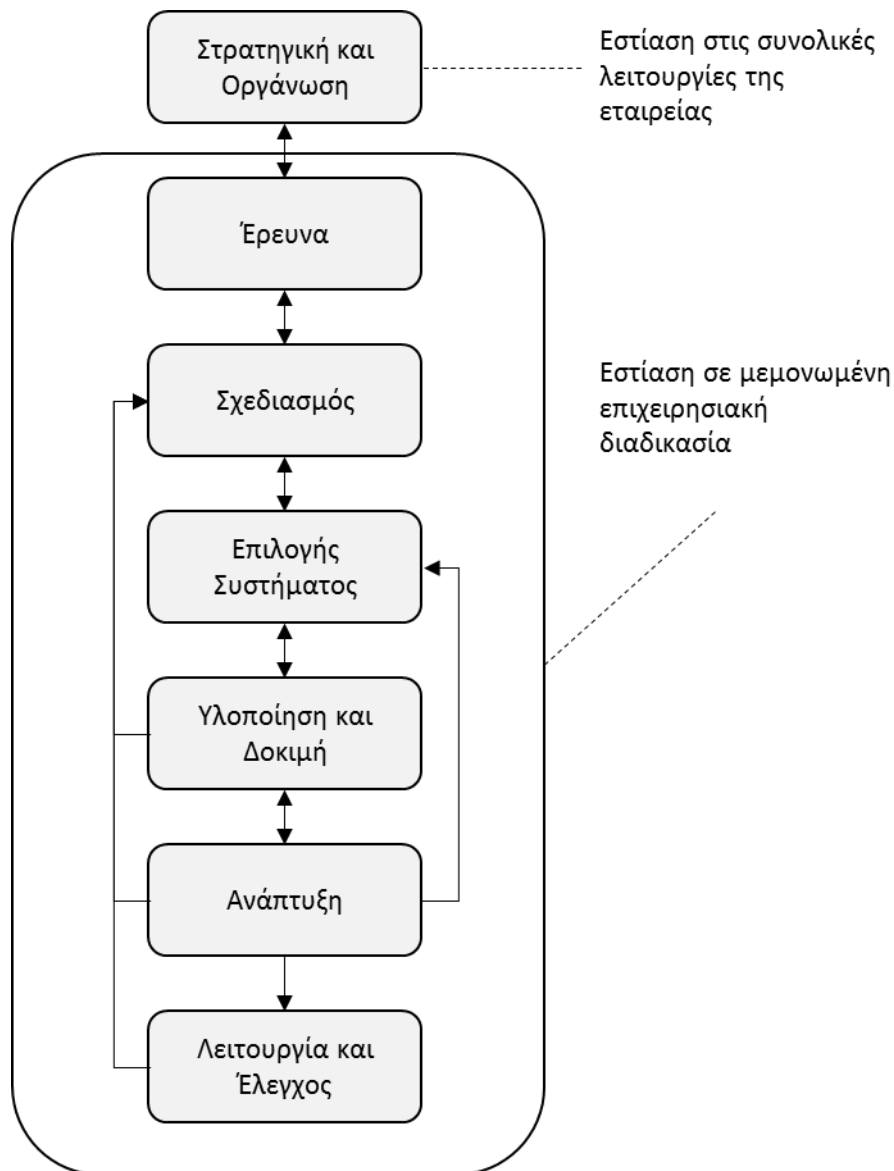 Στρατηγική και
Οργάνωση
Εστίαση στις συνολικές
λειτουργίες της
εταιρείας
Έρευνα
Σχεδιασμός
Εστίαση σε μεμονωμένη
επιχειρησιακή
διαδικασία
Επιλογής
Συστήματος
Υλοποίηση και
Δοκιμή
Ανάπτυξη
Λειτουργία και
Έλεγχος